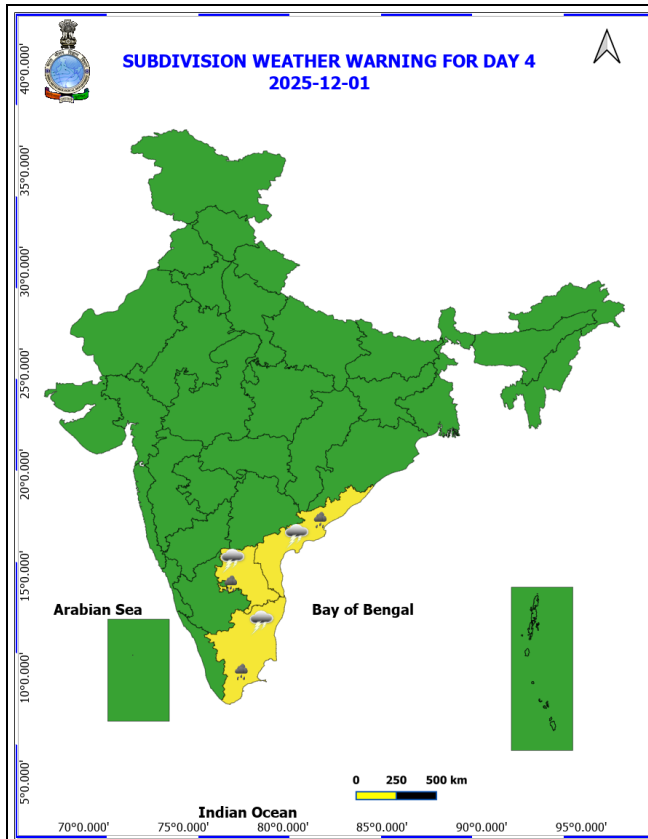 SUBDIVISION WEATHER WARNING FOR DAY 4
2025-12-01
40°0.000'
35°0.000'
30°0.000'
25°0.000'
20°0.000'
15°0.000'
10°0.000'
5°0.000'
Arabian Sea
Bay of Bengal
0 250 500 km
Indian Ocean
70°0.000' 75°0.000' 80°0.000' 85°0.000' 90°0.000' 95°0.000'